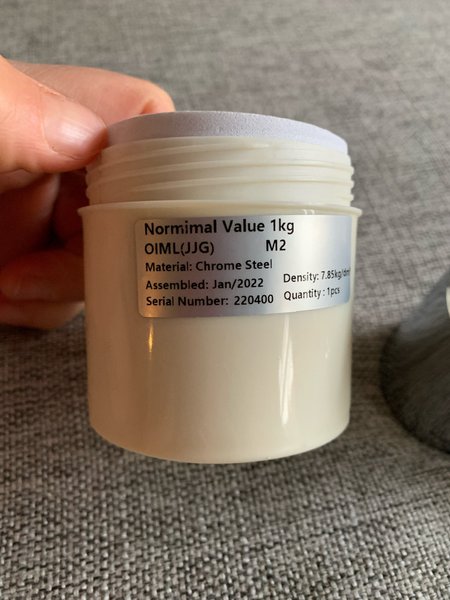 Normimal Value 1kg
OIML(JJG) M2
Material: Chrome Steel
Assembled: Jan/2022 Density: 7.85kg/dm
Serial Number: 220400 Quantity : 1pcs